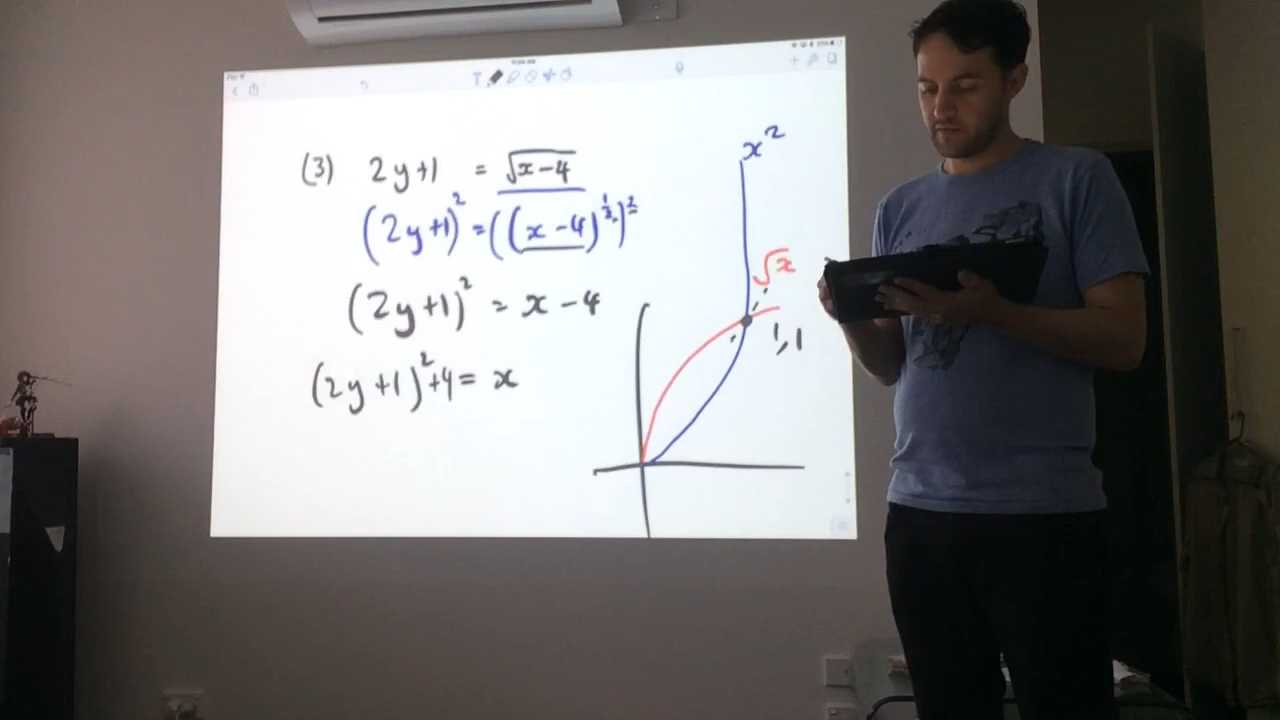 (3) 2y+1 = √x-4
(2y+1)² = ((x-4)^½)²
(2y+1)² = x-4
(2y+1)²+4 = x
x²
√x
1,1